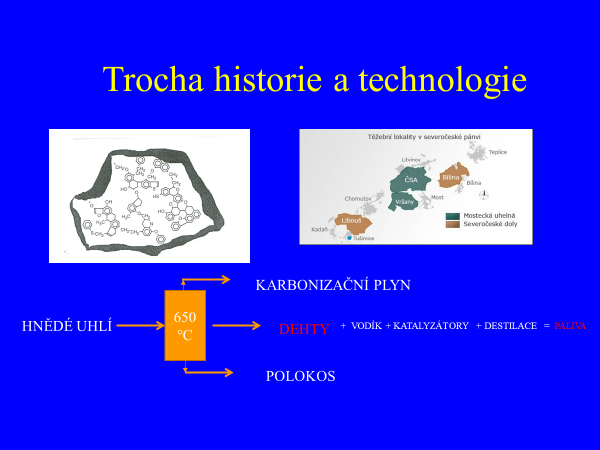 Trocha historie a technologie
Těžební lokality v severočeské pánvi
Teplice
Litvínov
ČSA
Bílina
Bílina
Chomutov
Vršany
Most
Libouš
Kadaň
Tušimice
Mostecká uhelná
Severočeské doly
KARBONIZAČNÍ PLYN
HNĚDÉ UHLÍ
650
°C
DEHTY + VODÍK + KATALYZÁTORY + DESTILACE = PALIVA
POLOKOS